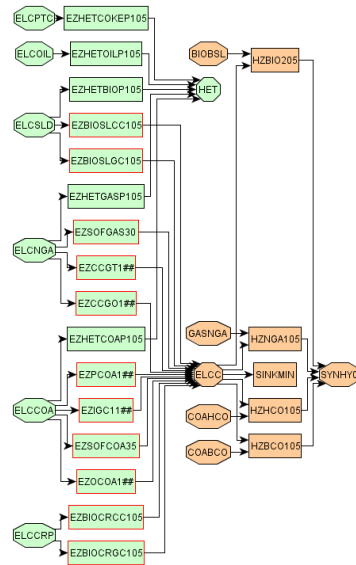 ELCPTC
EZHETCOKEP105
ELCOIL
EZHETOILP105
BIOBSL
HZBIO205
EZHETBIOP105
HET
ELCSLD
EZBIOSLCC105
EZBIOSLGC105
EZHETGASP105
EZSOFGAS30
ELCNGA
EZCCGT1##
EZCCGO1##
GASNGA
HZNGA105
EZHETCOAP105
ELCC
SINKMIN
SYNHYO
EZPCOA1##
ELCCOA
EZIGC11##
COAHCO
HZHCO105
EZSOFCOA35
HZBCO105
COABCO
EZOCOA1##
EZBIOCRCC105
ELCCRP
EZBIOCRGC105